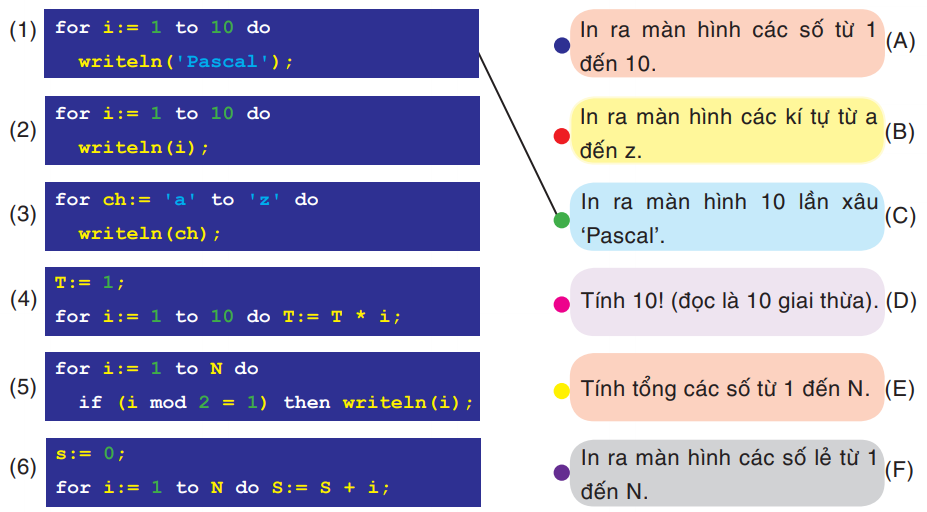 (1) for i:= 1 to 10 do
writeln('Pascal');
In ra màn hình các số từ 1 (A)
đến 10.
(2) for i:= 1 to 10 do
writeln(i);
In ra màn hình các kí tự từ a (B)
đến z.
(3) for ch:= 'a' to 'z' do
writeln(ch);
In ra màn hình 10 lần xâu (C)
‘Pascal’.
(4) T:= 1;
for i:= 1 to 10 do T:= T * i;
Tính 10! (đọc là 10 giai thừa). (D)
(5) for i:= 1 to N do
if (i mod 2 = 1) then writeln(i);
Tính tổng các số từ 1 đến N. (E)
(6) s:= 0;
for i:= 1 to N do S:= S + i;
In ra màn hình các số lẻ từ 1 (F)
đến N.